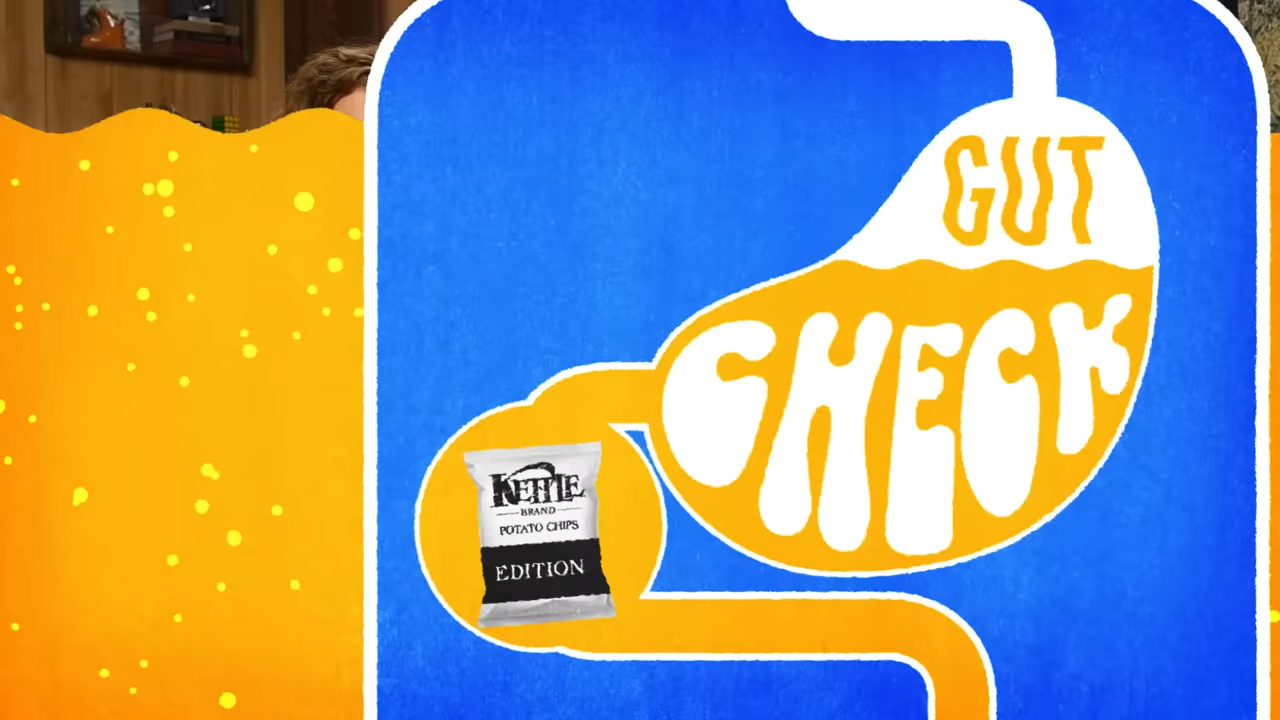 GUT
CHECK
KETTLE
BRAND
POTATO CHIPS
EDITION